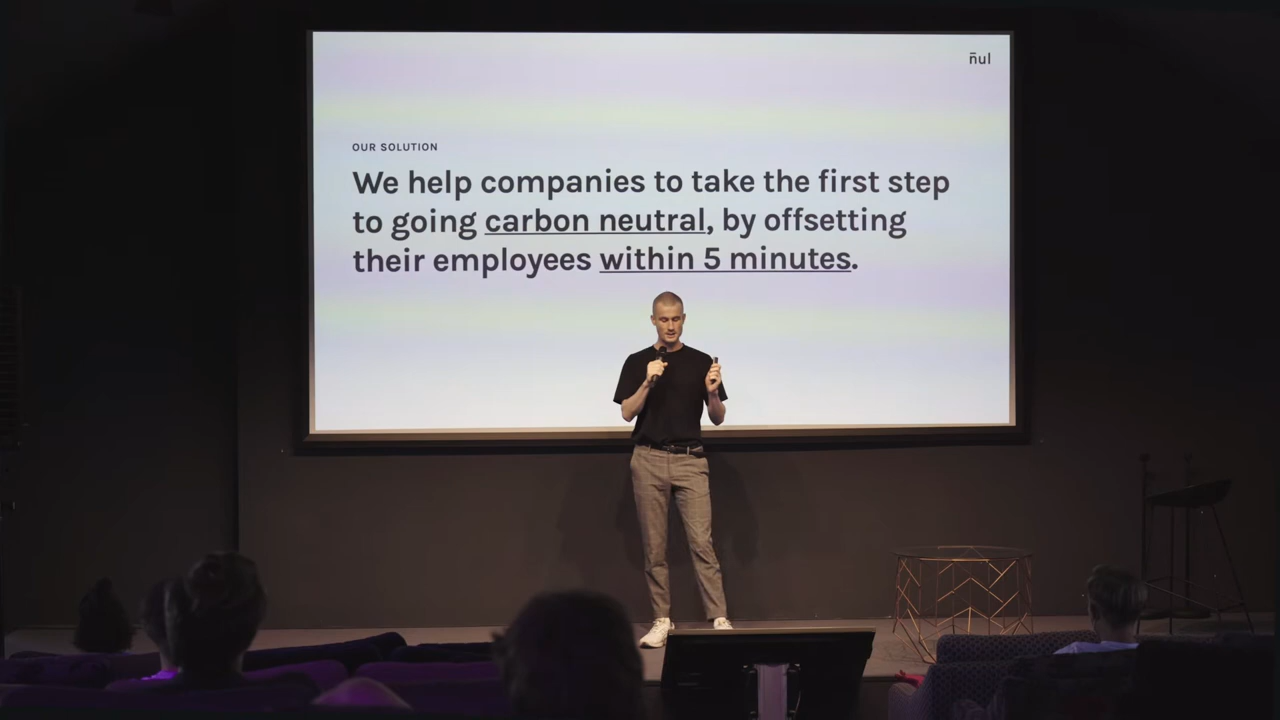 n̄ul
OUR SOLUTION
We help companies to take the first step
to going carbon neutral, by offsetting
their employees within 5 minutes.